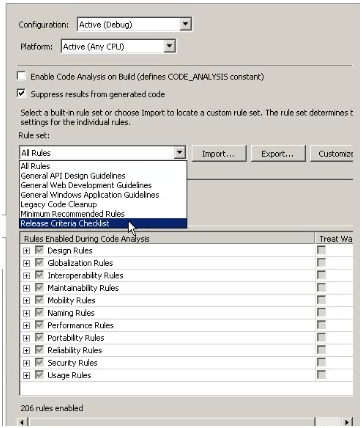 Configuration: Active (Debug)
Platform: Active (Any CPU)
Enable Code Analysis on Build (defines CODE_ANALYSIS constant)
Suppress results from generated code
Select a built-in rule set or choose Import to locate a custom rule set. The rule set determines t
settings for the individual rules.
Rule set:
All Rules Import... Export... Customize
All Rules
General API Design Guidelines
General Web Development Guidelines
General Windows Application Guidelines
Legacy Code Cleanup
Minimum Recommended Rules
Release Criteria Checklist
Rules Enabled During Code Analysis Treat Wa
Design Rules
Globalization Rules
Interoperability Rules
Maintainability Rules
Mobility Rules
Naming Rules
Performance Rules
Portability Rules
Reliability Rules
Security Rules
Usage Rules
206 rules enabled